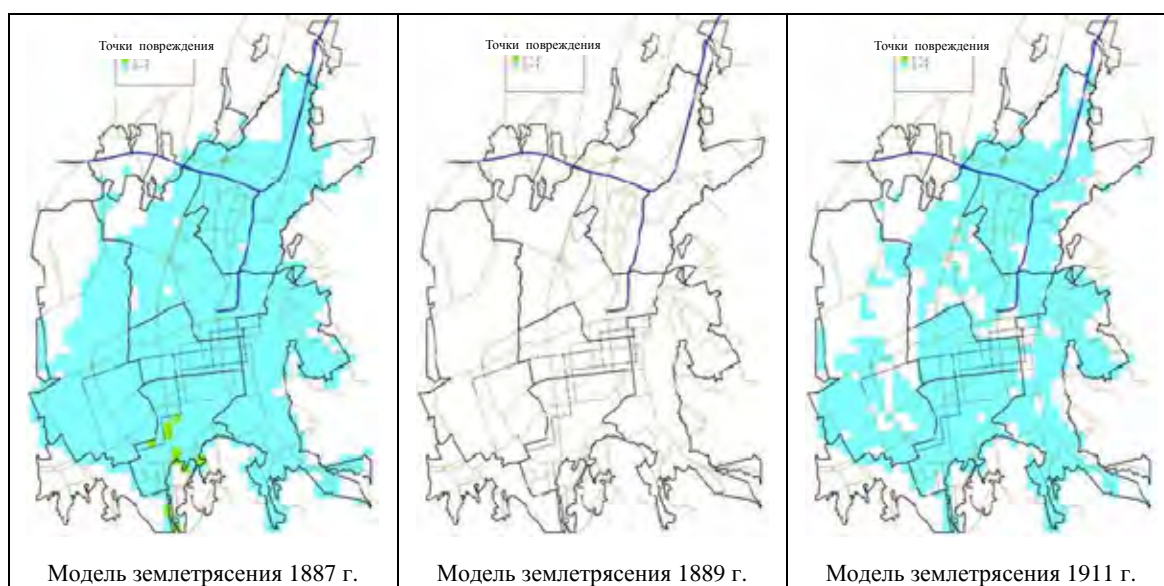 Точки повреждения
Точки повреждения
Точки повреждения
Модель землетрясения 1887 г.
Модель землетрясения 1889 г.
Модель землетрясения 1911 г.